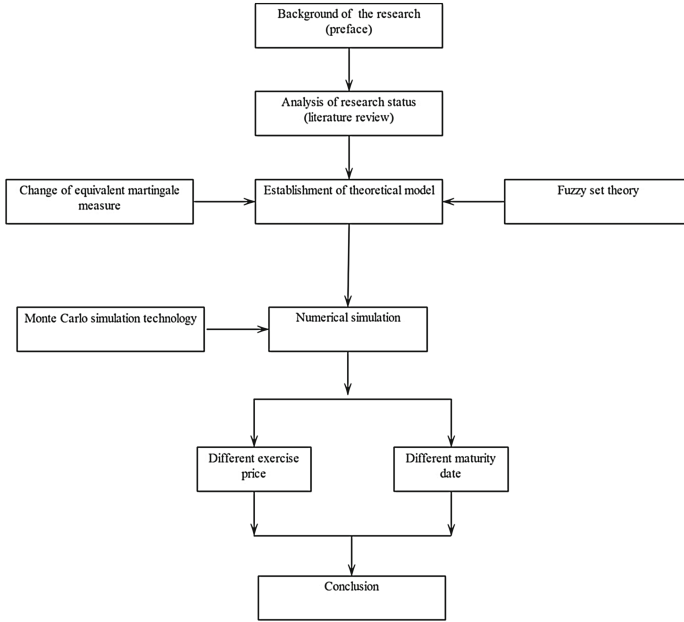 Background of the research
(preface)
Analysis of research status
(literature review)
Change of equivalent martingale
measure
Establishment of theoretical model
Fuzzy set theory
Monte Carlo simulation technology
Numerical simulation
Different exercise
price
Different maturity
date
Conclusion